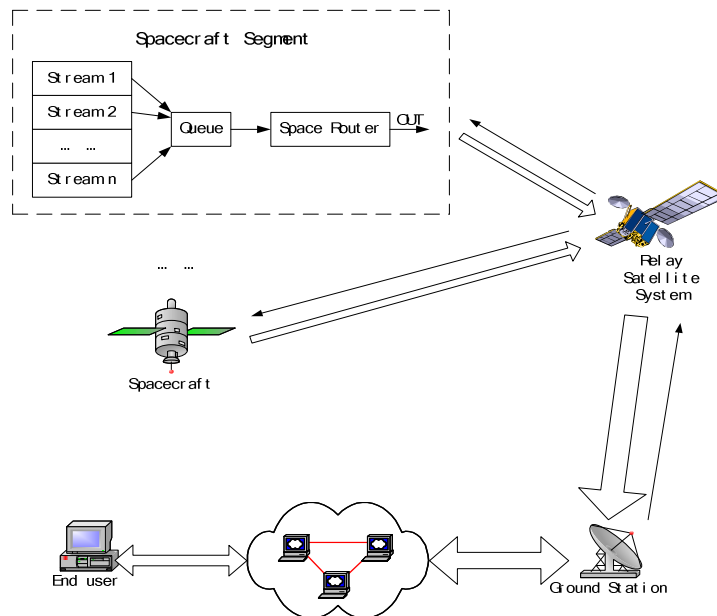 Spacecraft Segment
Stream 1
Stream 2
... ...
Stream n
Queue
Space Router
OUT
Relay
Satellite
System
... ...
Spacecraft
End user
Ground Station